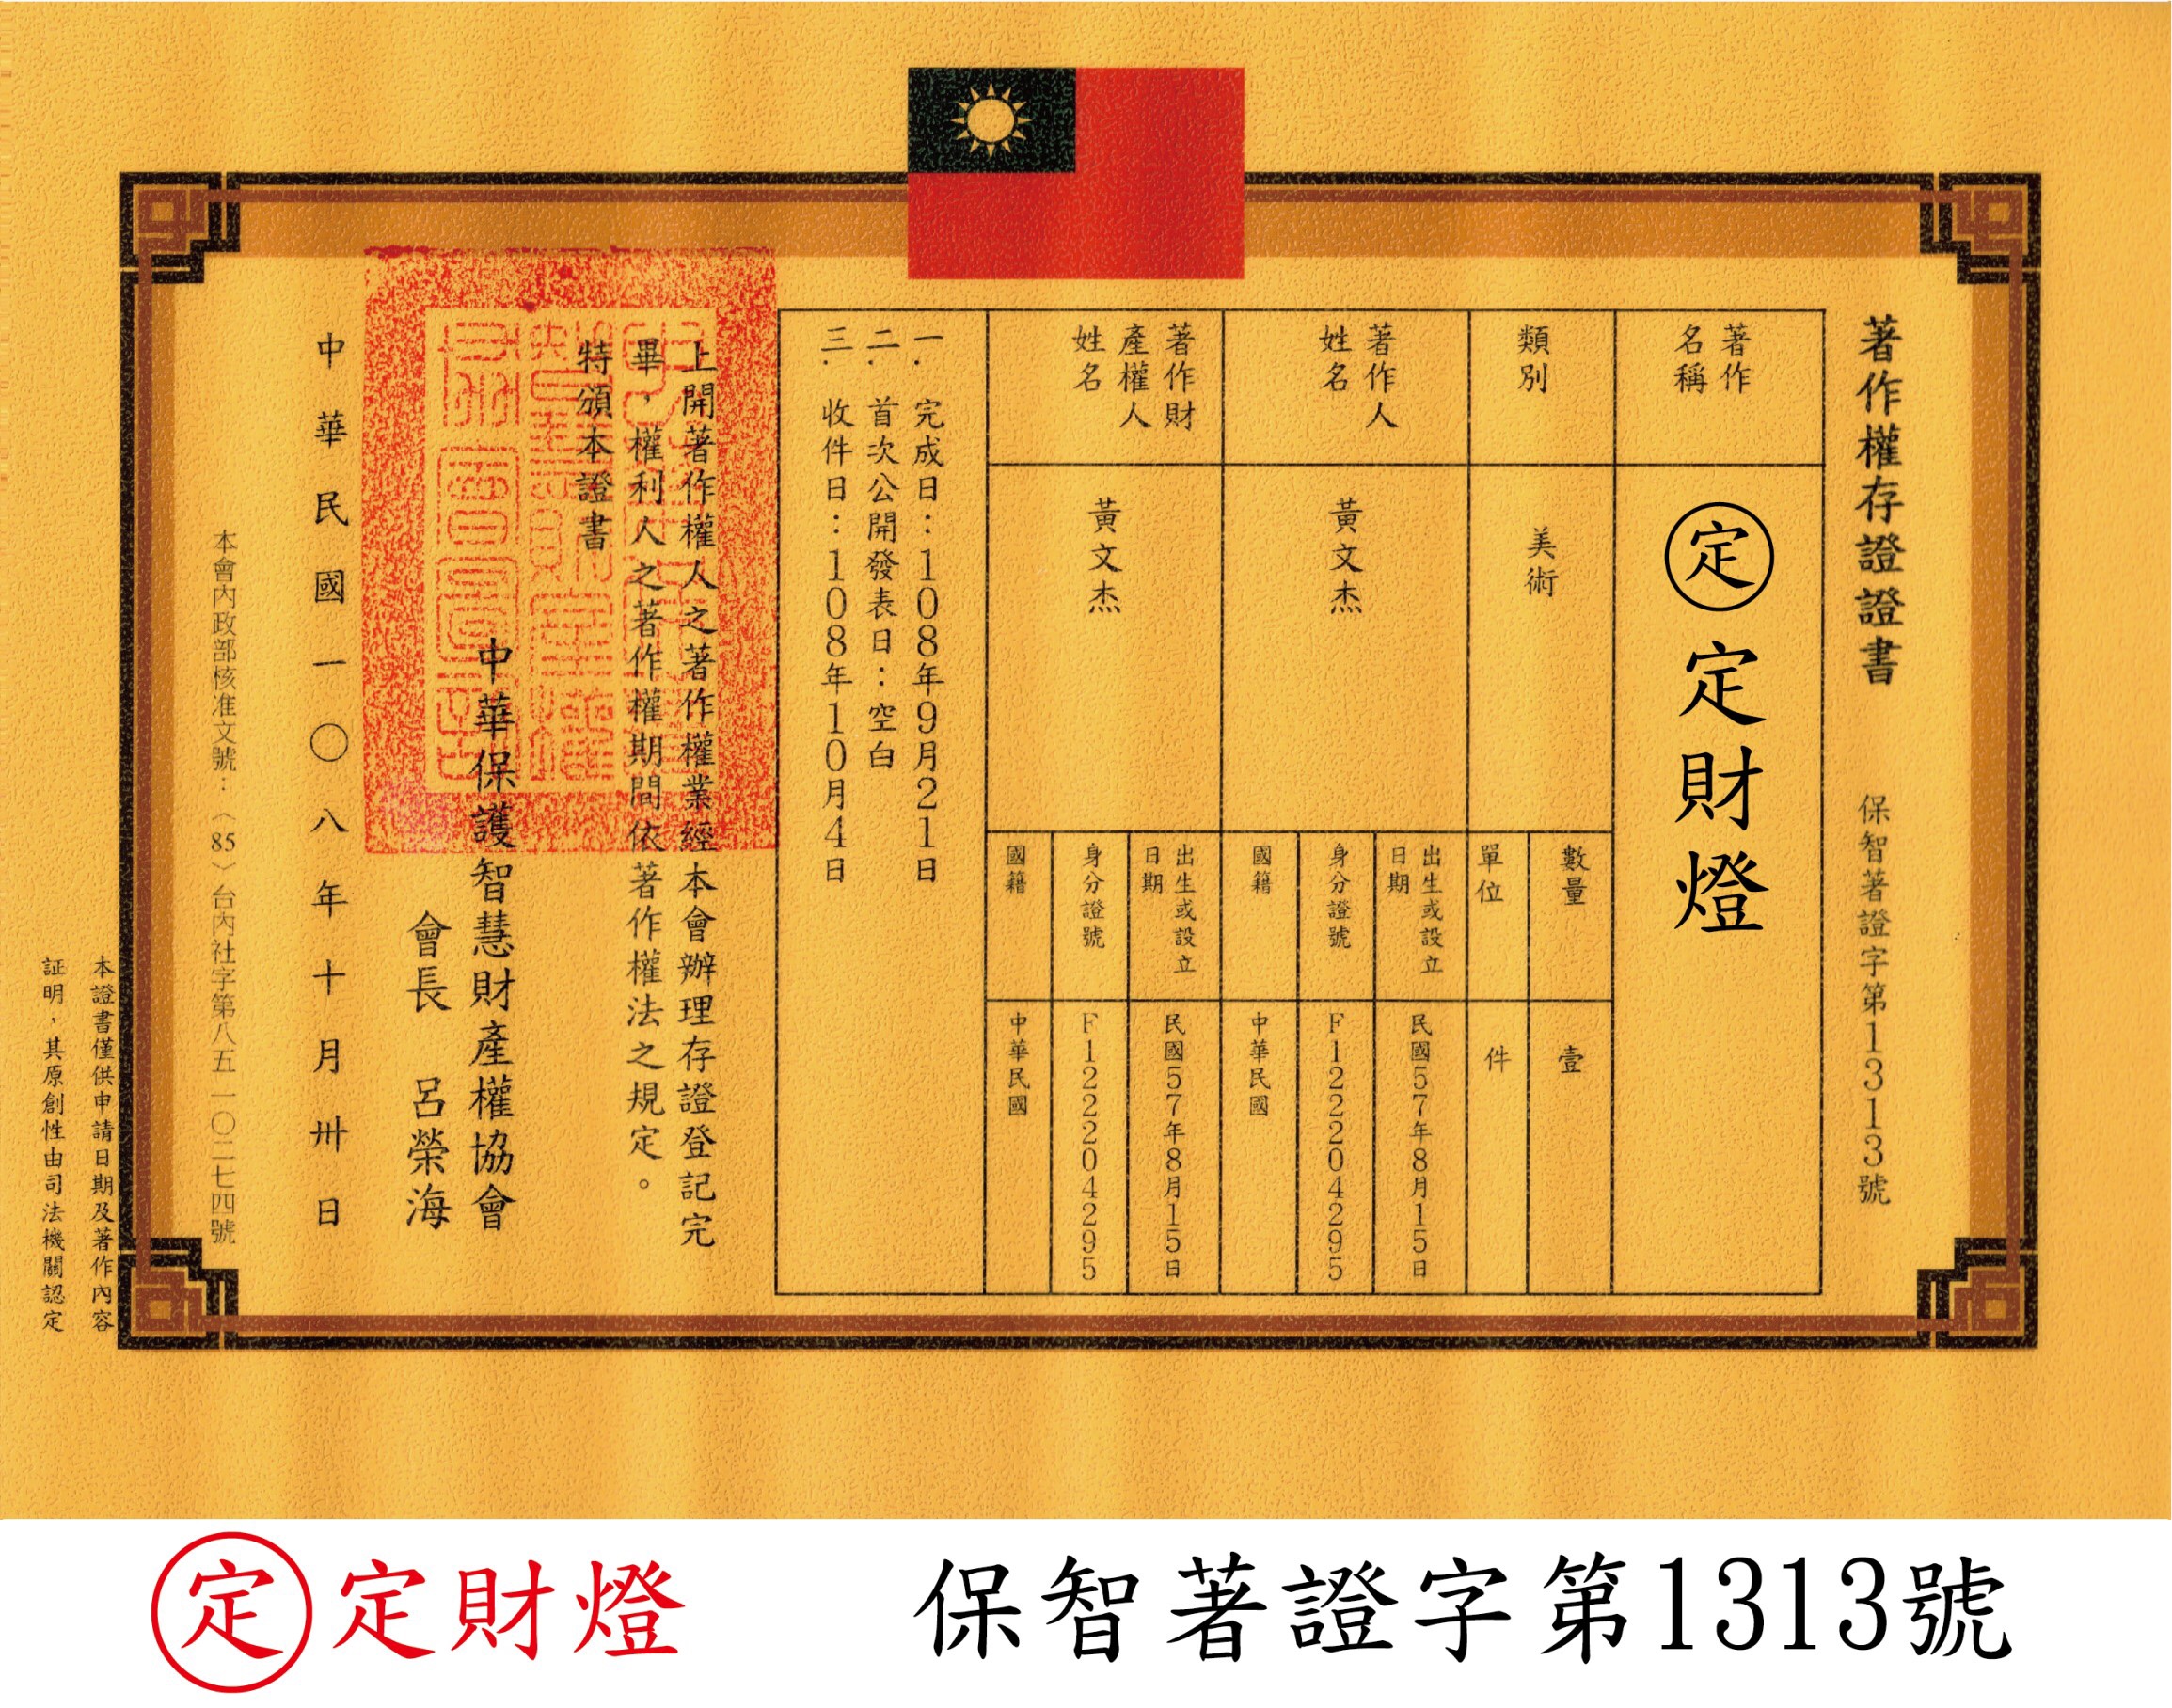 著作權存證證書
保智著證字第1313號
著作
名稱
㊣定 定財燈
類別
美術
數量
壹
單位
件
著作人
姓名
黃文杰
出生或設立
日期
民國57年8月15日
身分證號
F122204295
國籍
中華民國
著作財
產權人
姓名
黃文杰
出生或設立
日期
民國57年8月15日
身分證號
F122204295
國籍
中華民國
一．完成日：108年9月21日
二．首次公開發表日：空白
三．收件日：108年10月4日
上開著作權人之著作權業經本會辦理存證登記完
畢，權利人之著作權期間依著作權法之規定。
特頒本證書
中華保護智慧財產權協會
會長 呂榮海
中華民國一〇八年十月卅日
本會內政部核准文號：〈85〉台內社字第八五一〇二七四號
本證書僅供申請日期及著作內容
証明，其原創性由司法機關認定
定 定財燈
保智著證字第1313號